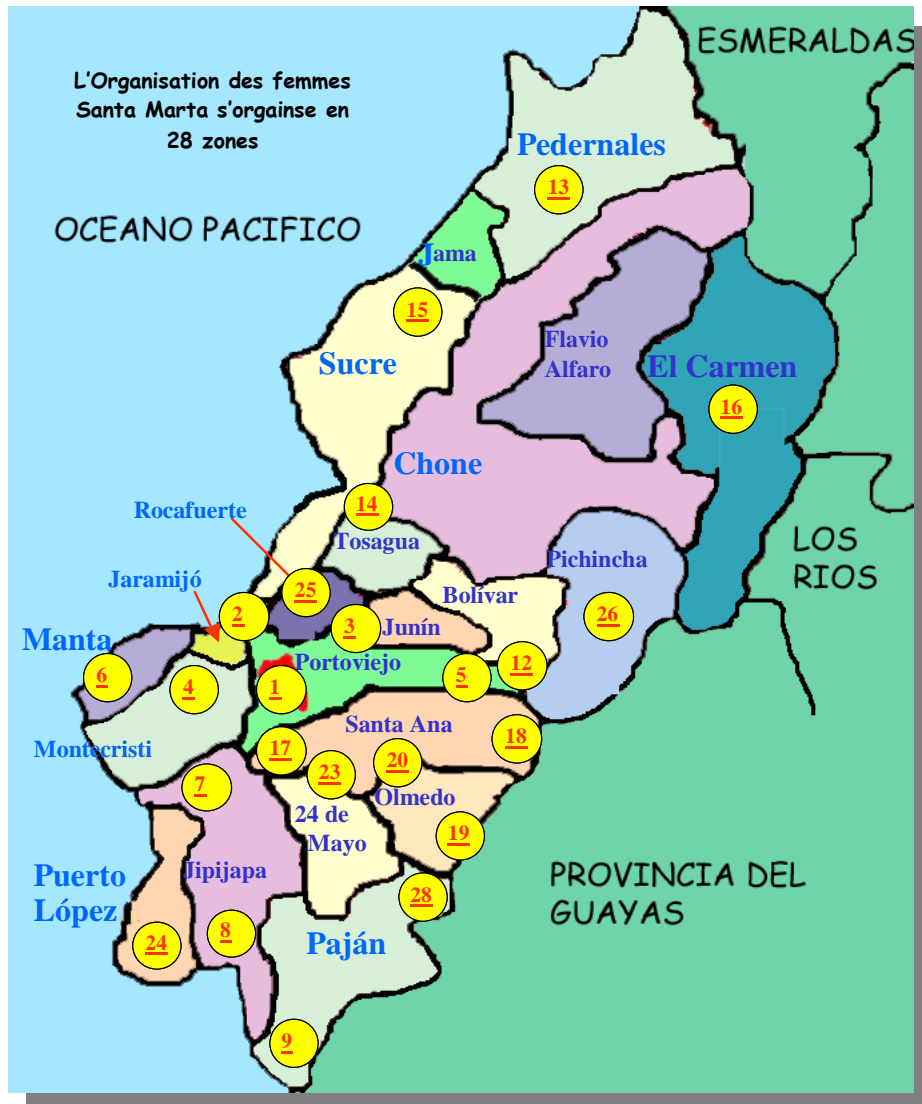 ESMERALDAS
L'Organisation des femmes
Santa Marta s'orgainse en
28 zones
Pedernales
13
OCEANO PACIFICO
Jama
15
Sucre
Flavio
Alfaro
El Carmen
16
Chone
14
Rocafuerte
Tosagua
LOS
RIOS
Pichincha
Jaramijó
25
Bolívar
2
3
Junín
26
Manta
Portoviejo
12
6
4
1
5
Santa Ana
18
Montecristi
17
20
23
7
Olmedo
24 de
Mayo
19
Puerto
López
Jipijapa
PROVINCIA DEL
GUAYAS
28
8
24
Paján
9